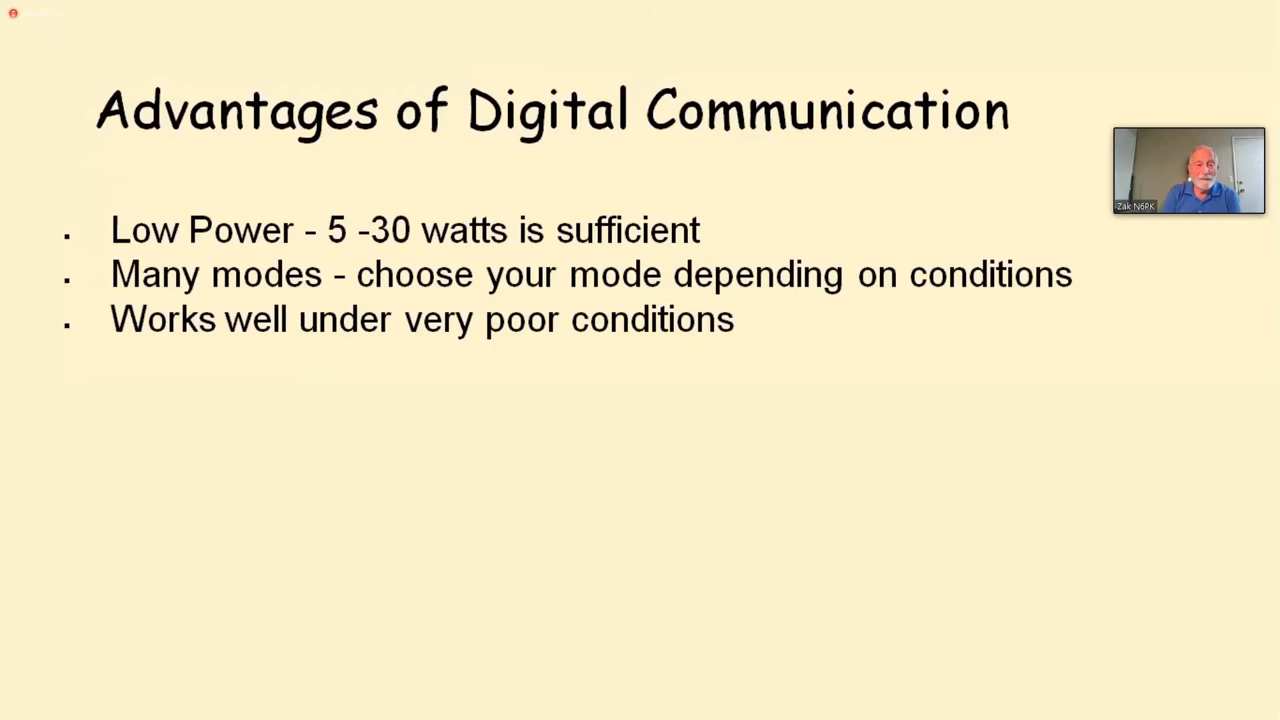 Advantages of Digital Communication
Low Power - 5 -30 watts is sufficient
Many modes - choose your mode depending on conditions
Works well under very poor conditions
Zak N6PK